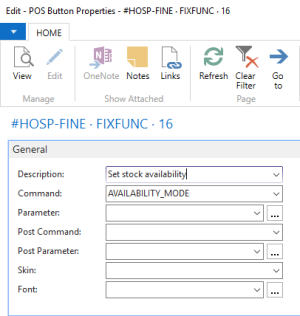 Edit - POS Button Properties - #HOSP-FINE · FIXFUNC · 16
HOME
View
Edit
OneNote
Notes
Links
Refresh
Clear
Filter
Go
to
Manage
Show Attached
Page
#HOSP-FINE · FIXFUNC · 16
General
Description: Set stock availability
Command: AVAILABILITY_MODE
Parameter:
Post Command:
Post Parameter:
Skin:
Font: